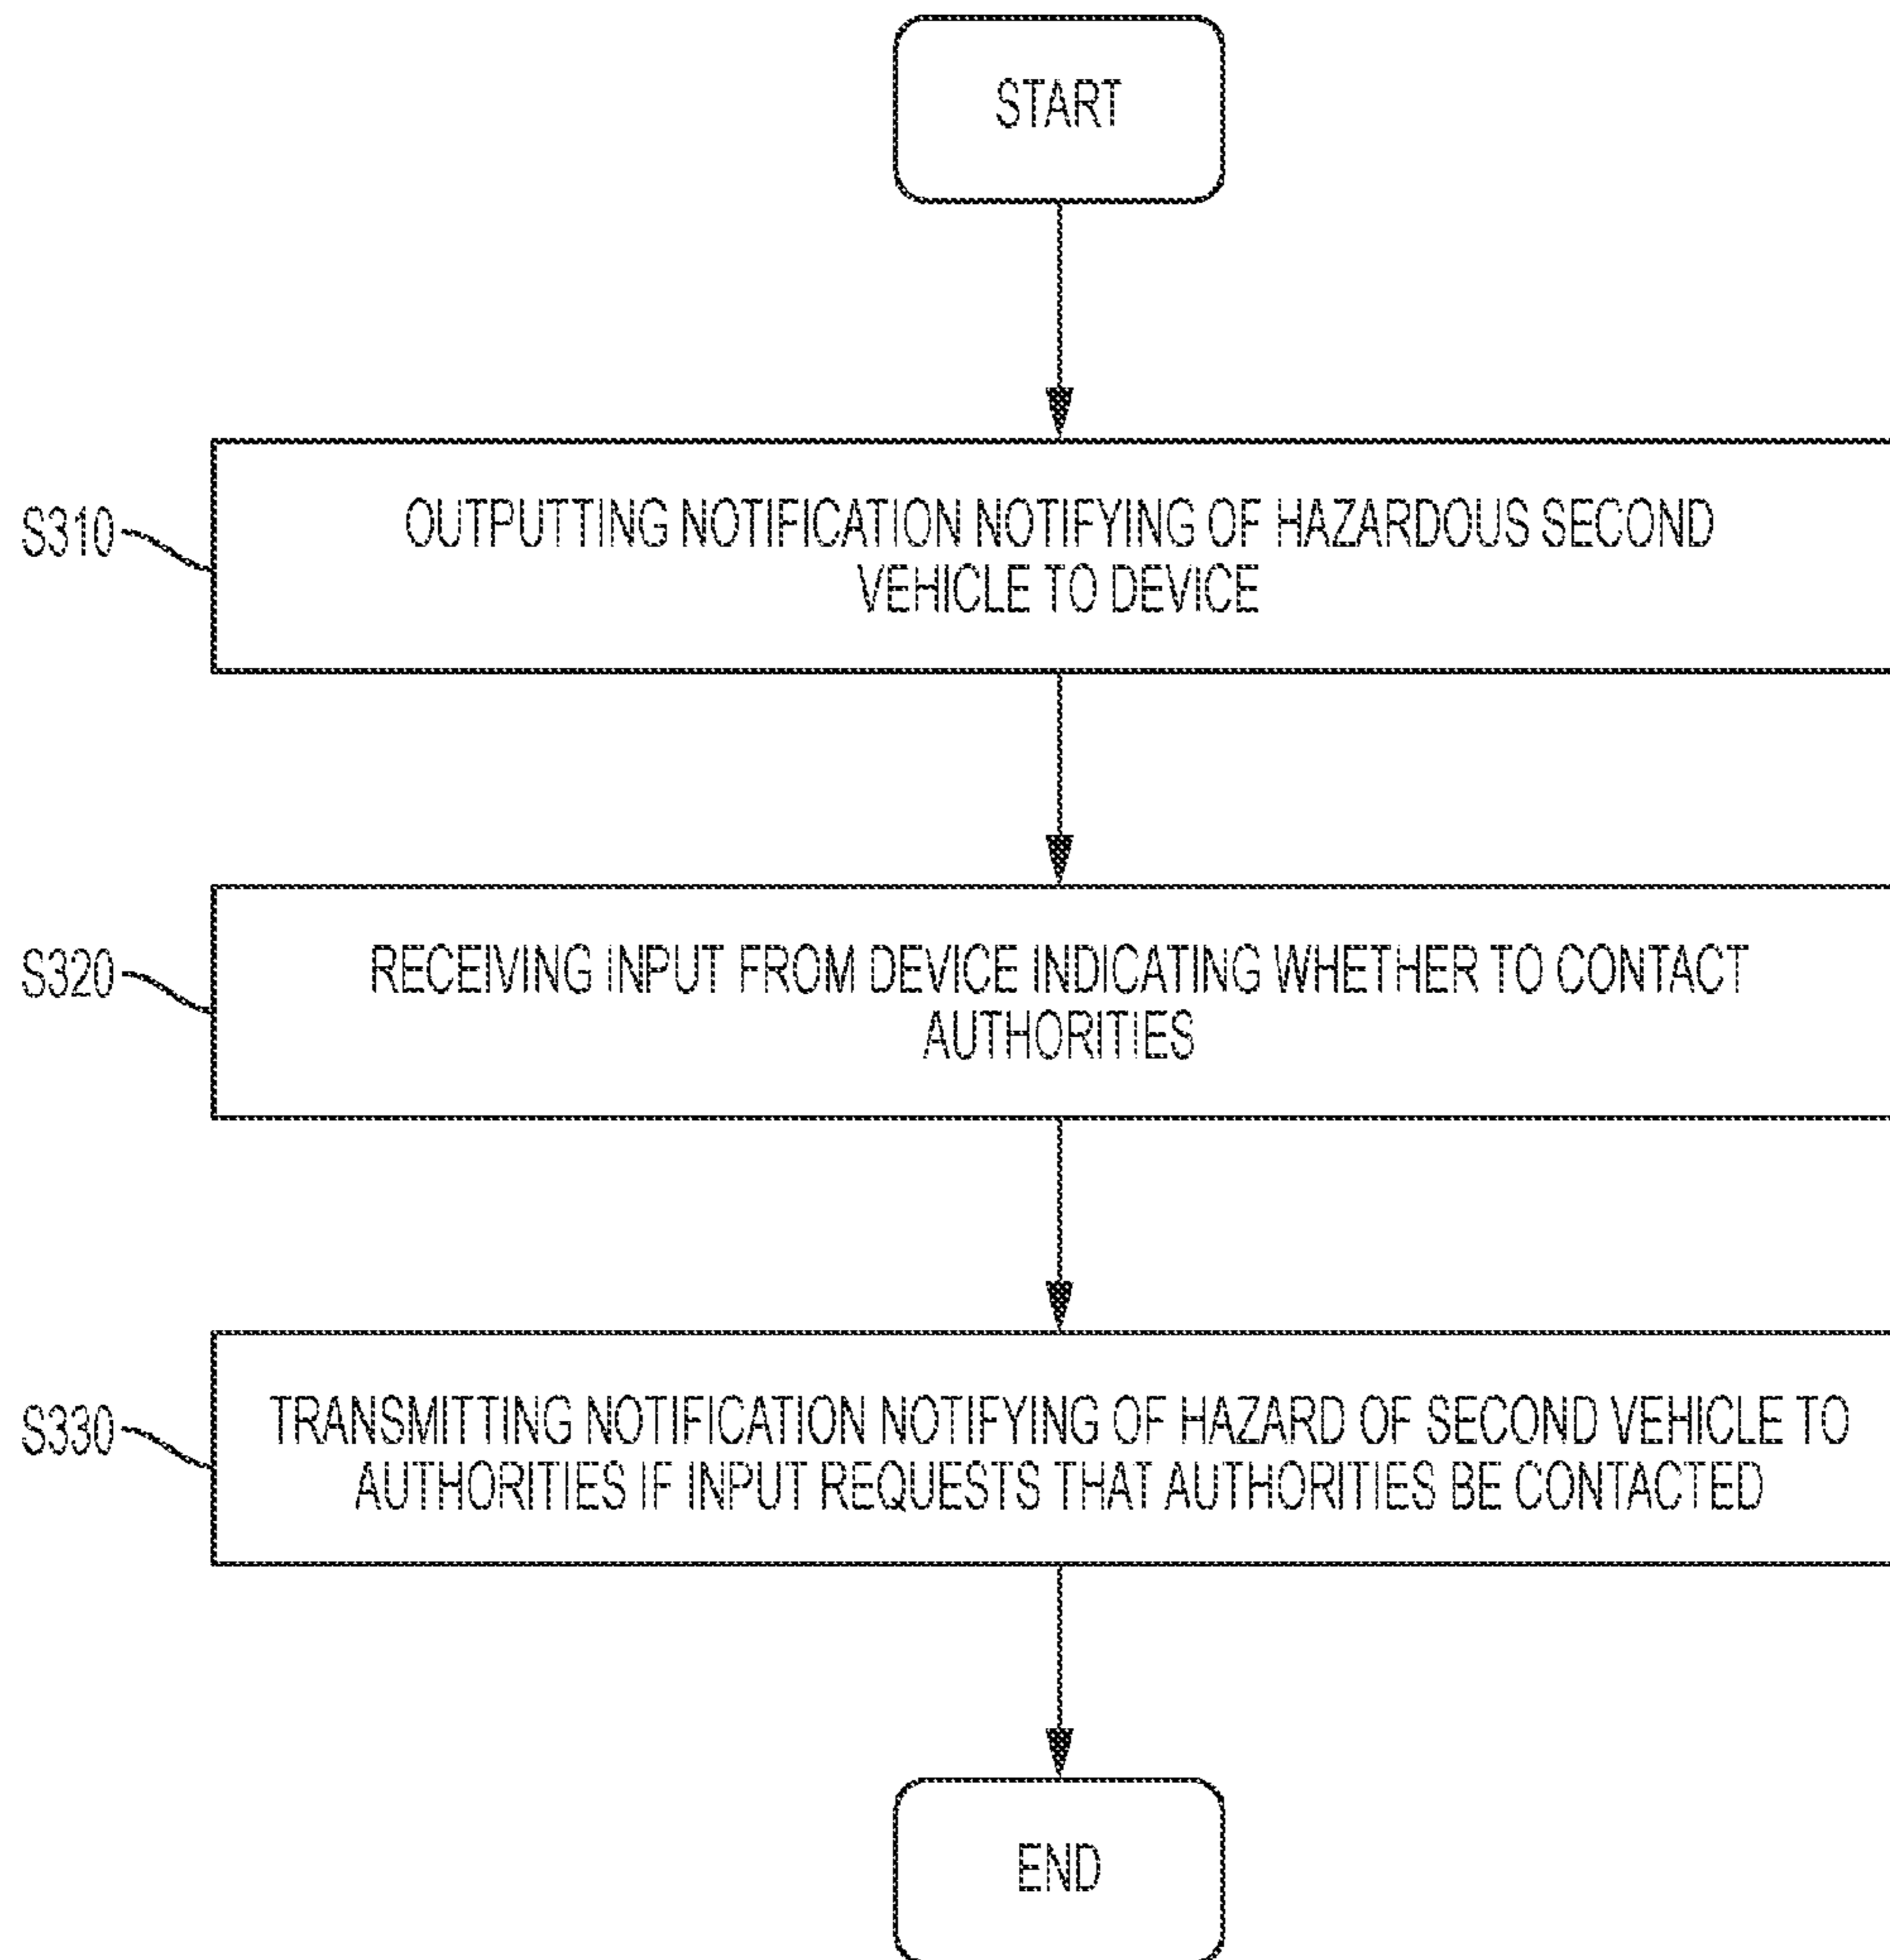 START
S310
OUTPUTTING NOTIFICATION NOTIFYING OF HAZARDOUS SECOND
VEHICLE TO DEVICE
S320
RECEIVING INPUT FROM DEVICE INDICATING WHETHER TO CONTACT
AUTHORITIES
S330
TRANSMITTING NOTIFICATION NOTIFYING OF HAZARD OF SECOND VEHICLE TO
AUTHORITIES IF INPUT REQUESTS THAT AUTHORITIES BE CONTACTED
END